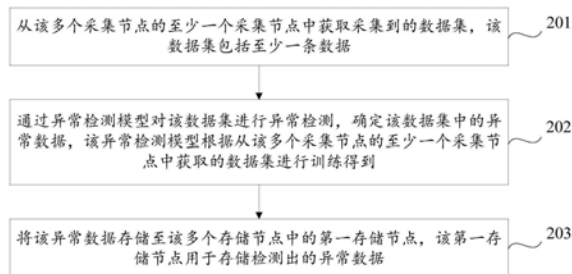 从该多个采集节点的至少一个采集节点中获取采集到的数据集，该
数据集包括至少一条数据
201
通过异常检测模型对该数据集进行异常检测，确定该数据集中的异
常数据，该异常检测模型根据从该多个采集节点的至少一个采集节
点中获取的数据集进行训练得到
202
将该异常数据存储至该多个存储节点中的第一存储节点，该第一存
储节点用于存储检测出的异常数据
203